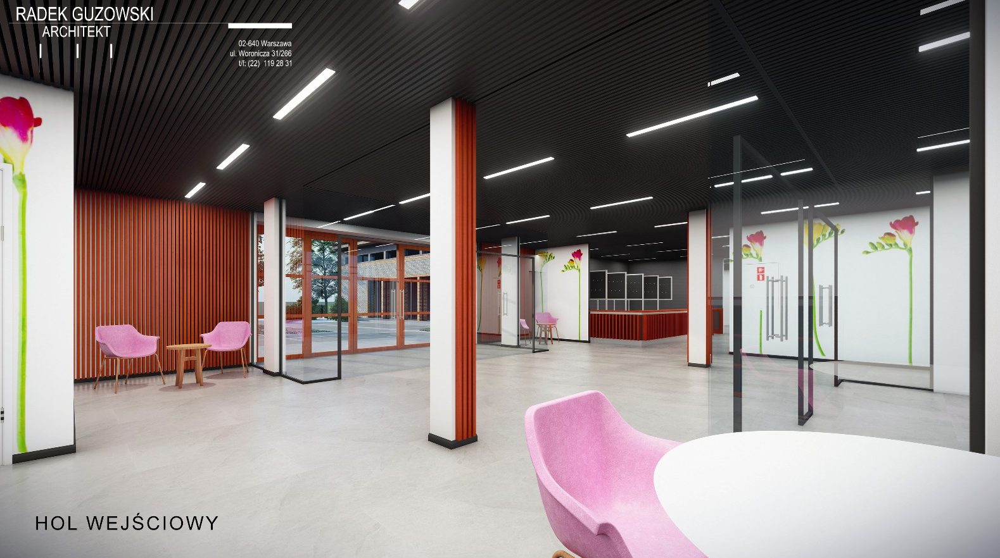 RADEK GUZOWSKI
ARCHITEKT
02-640 Warszawa
ul. Woronicza 31/266
t/f: (22) 119 28 31
HOL WEJŚCIOWY